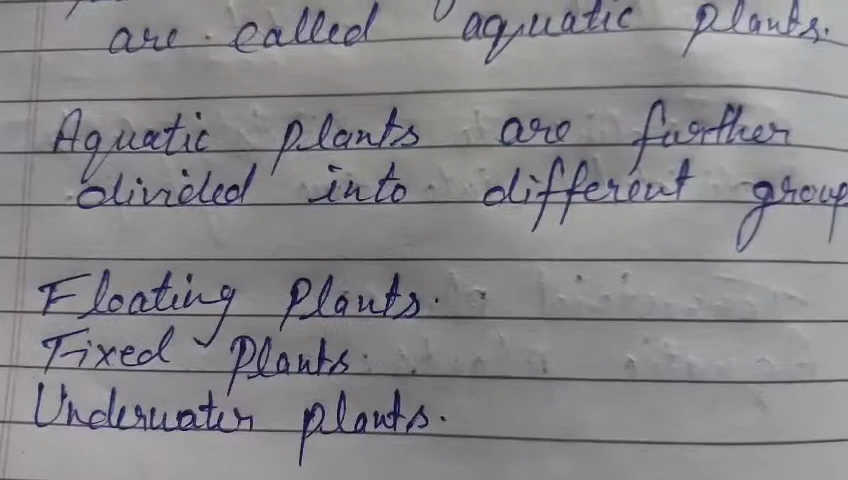 are called aquatic plants.
Aquatic plants are further
divided into different group
Floating Plants.
Fixed Plants.
Underwater plants.